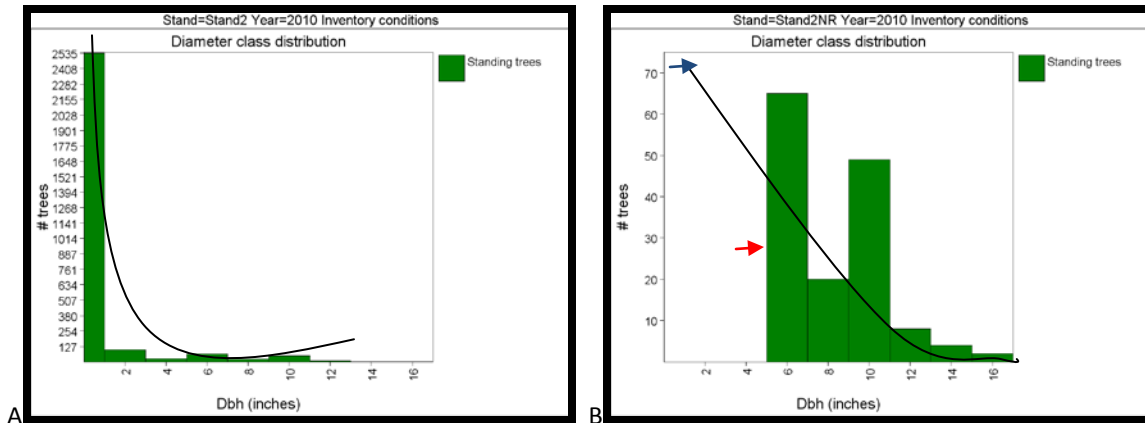 Stand=Stand2 Year=2010 Inventory conditions
Diameter class distribution
Standing trees
# trees
2535
2408
2282
2155
2028
1901
1775
1648
1521
1394
1268
1141
1014
887
761
634
507
380
254
127
2 4 6 8 10 12 14 16
Dbh (inches)
A
Stand=Stand2NR Year=2010 Inventory conditions
Diameter class distribution
Standing trees
# trees
70
60
50
40
30
20
10
2 4 6 8 10 12 14 16
Dbh (inches)
B